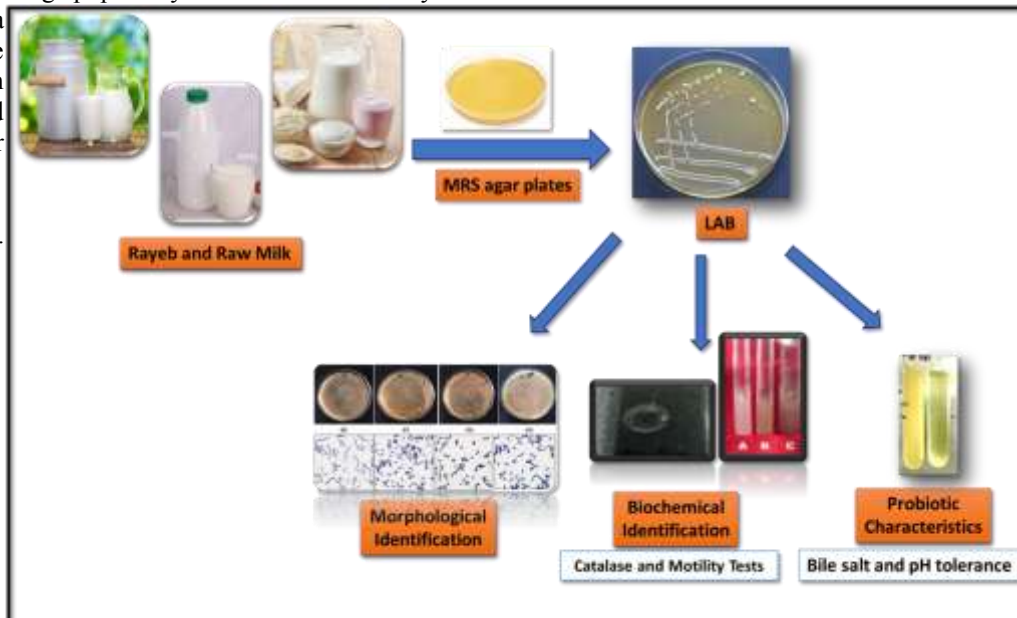 MRS agar plates
LAB
Rayeb and Raw Milk
A B C
Morphological
Identification
Biochemical
Identification
Catalase and Motility Tests
Probiotic
Characteristics
Bile salt and pH tolerance